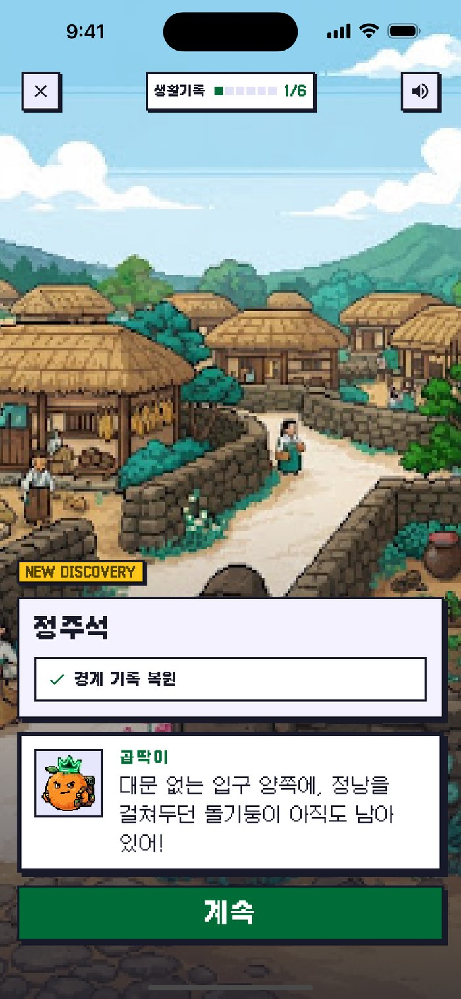 9:41
생활기록 1/6
NEW DISCOVERY
정주석
경계 기록 복원
곱딱이
대문 없는 입구 양쪽에, 정낭을
걸쳐두던 돌기둥이 아직도 남아
있어!
계속